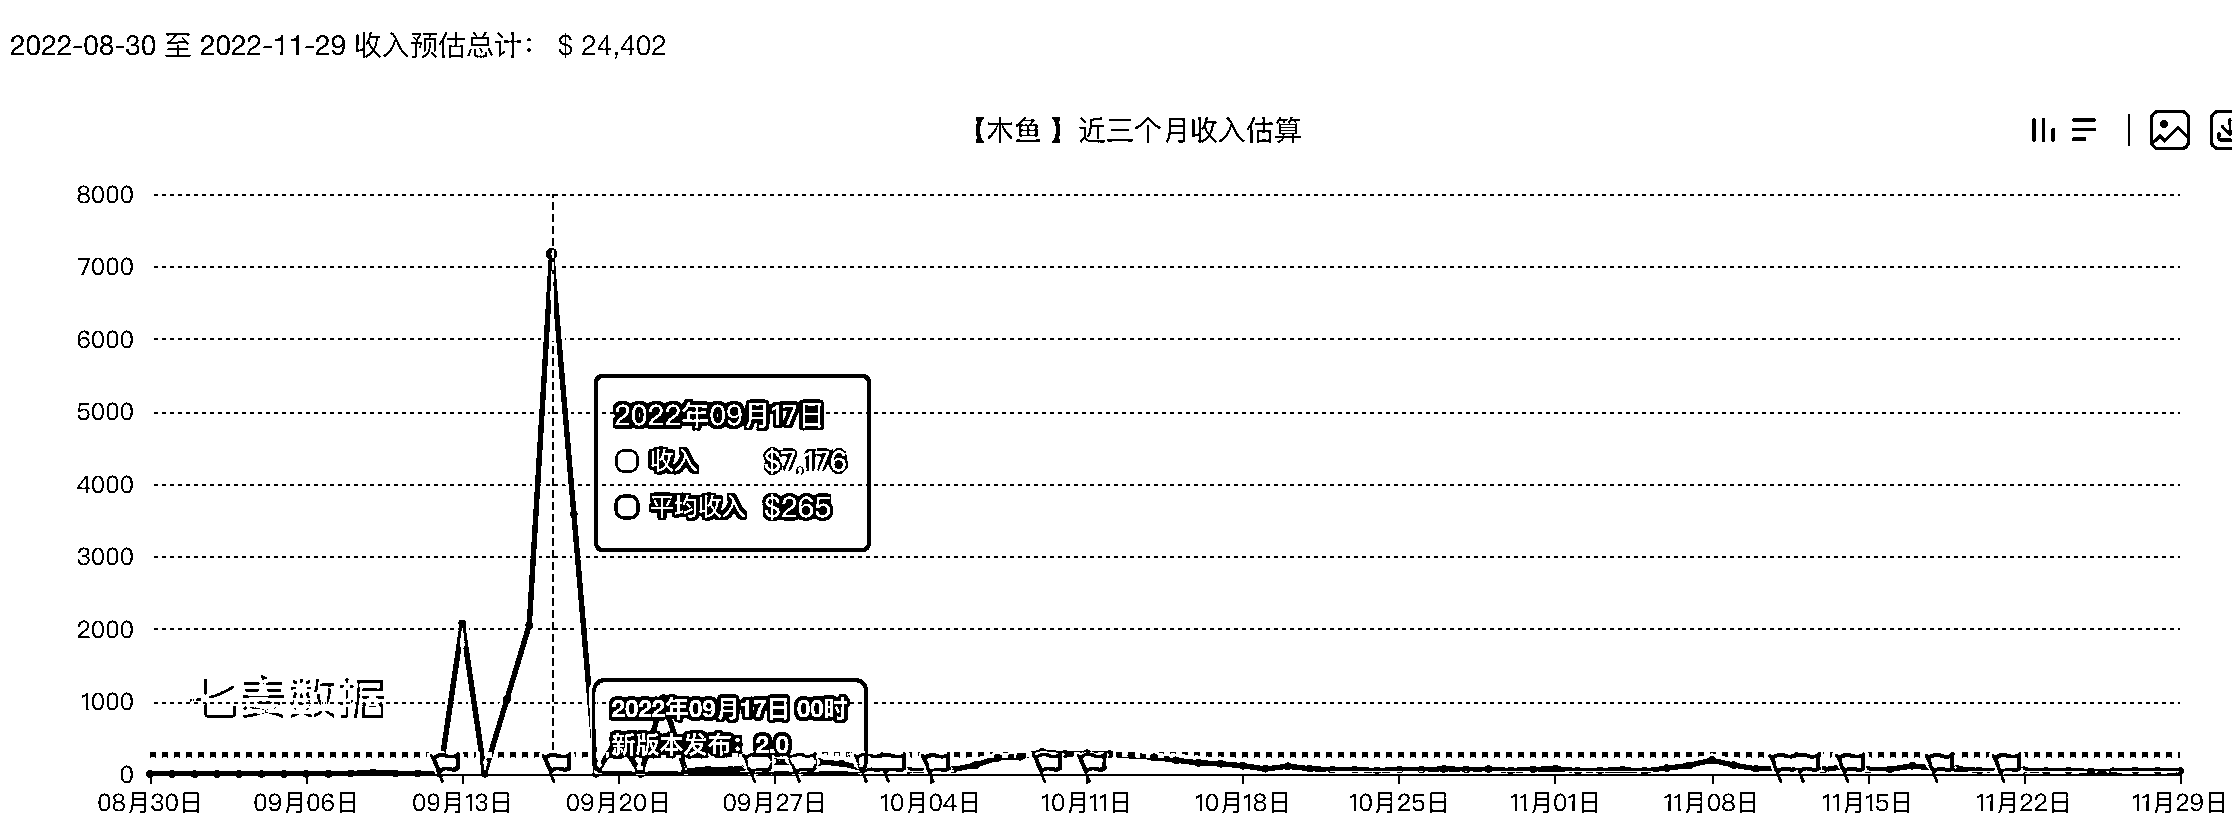 2022-08-30 至 2022-11-29 收入预估总计： $ 24,402
【木鱼 】近三个月收入估算
8000
7000
6000
5000
4000
3000
2000
1000
0
2022年09月17日
收入 $7,176
平均收入 $265
七麦数据
2022年09月17日 00时
新版本发布：2.0
08月30日 09月06日 09月13日 09月20日 09月27日 10月04日 10月11日 10月18日 10月25日 11月01日 11月08日 11月15日 11月22日 11月29日